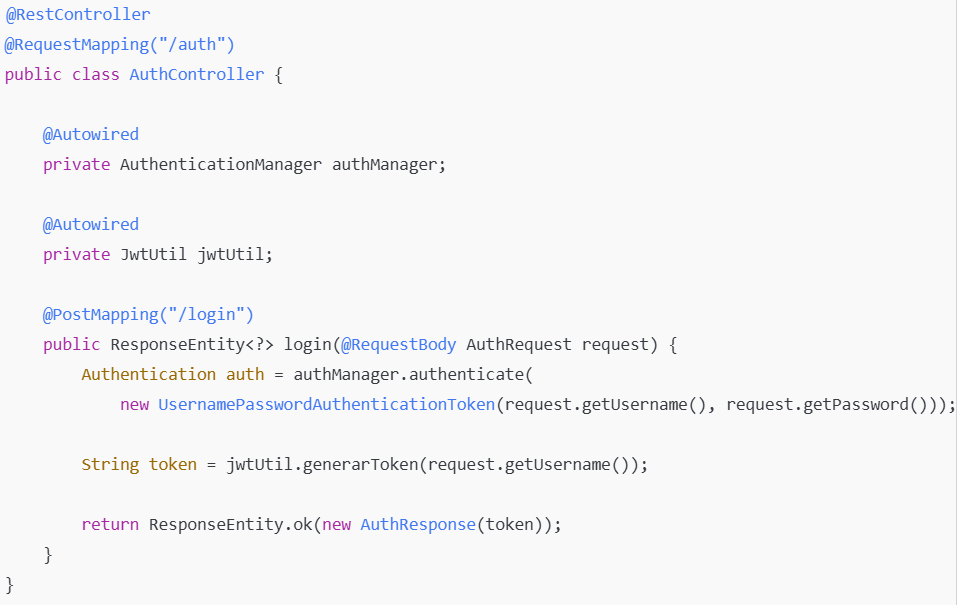 @RestController
@RequestMapping("/auth")
public class AuthController {
@Autowired
private AuthenticationManager authManager;
@Autowired
private JwtUtil jwtUtil;
@PostMapping("/login")
public ResponseEntity<?> login(@RequestBody AuthRequest request) {
Authentication auth = authManager.authenticate(
new UsernamePasswordAuthenticationToken(request.getUsername(), request.getPassword()));
String token = jwtUtil.generarToken(request.getUsername());
return ResponseEntity.ok(new AuthResponse(token));
}
}